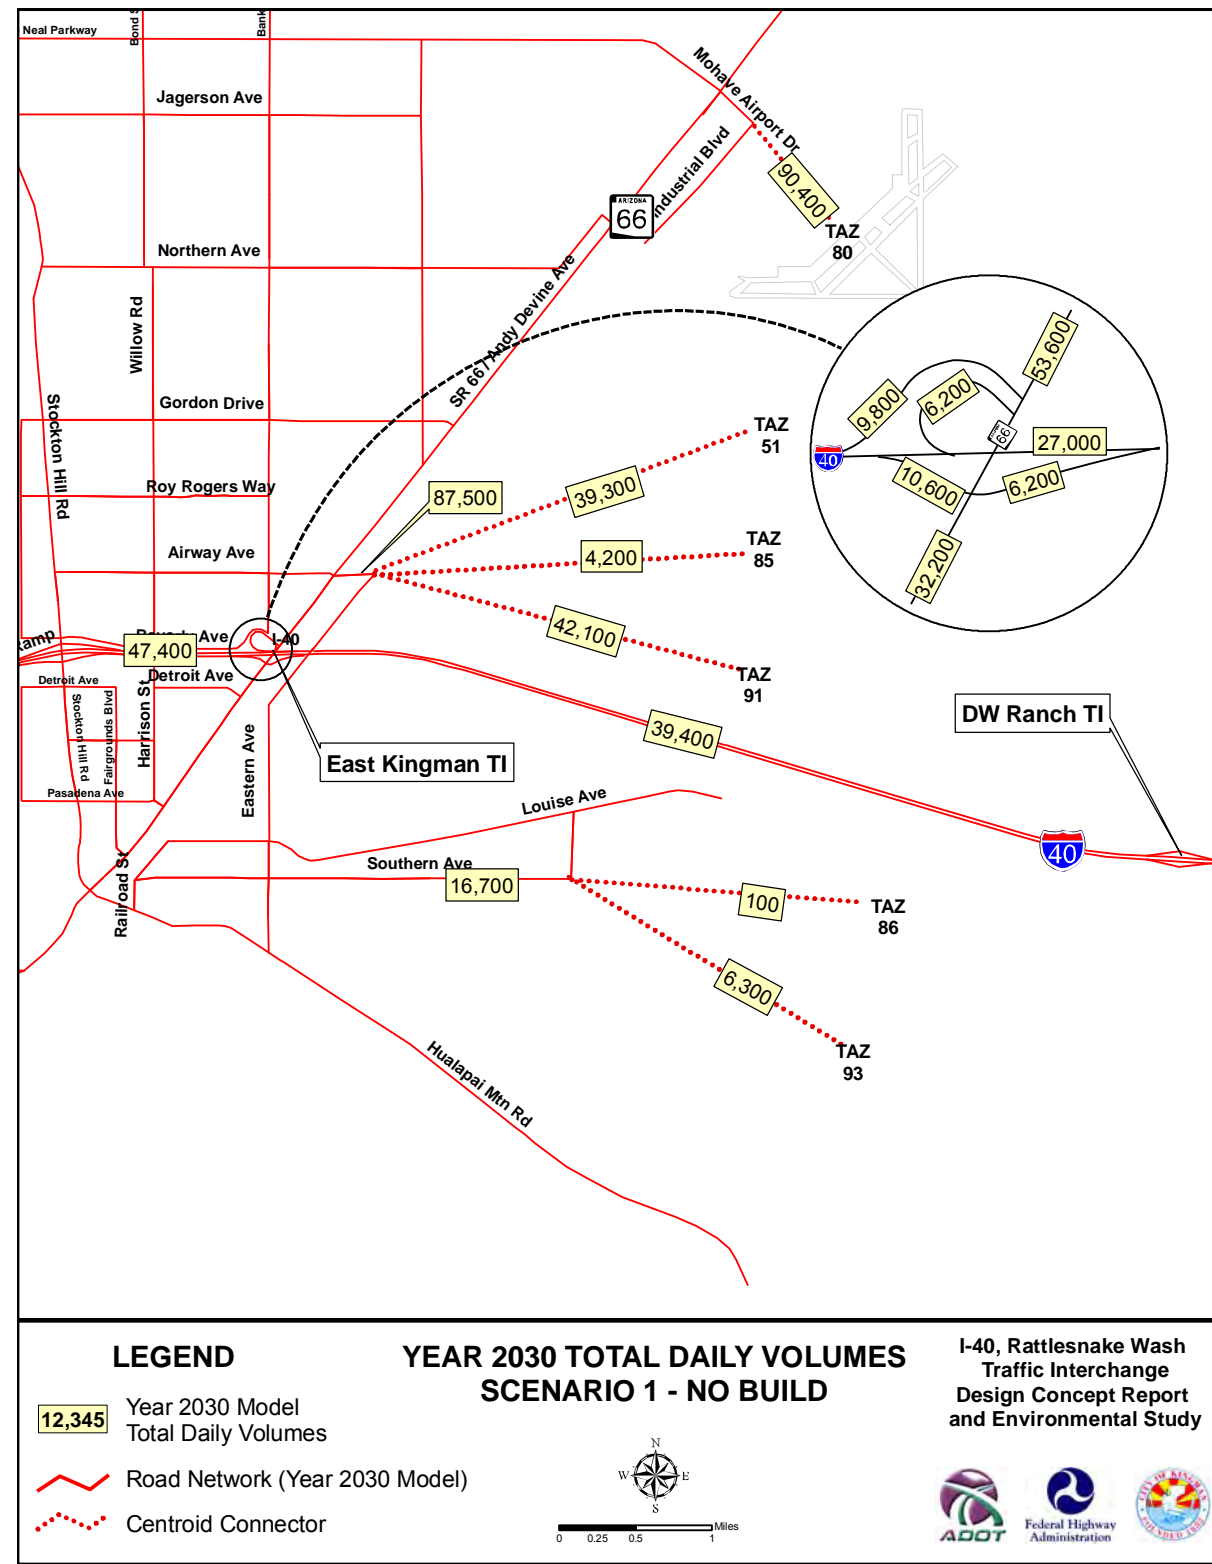 Neal Parkway
Bond S
Bank
Mohave Airport Dr
Jagerson Ave
Industrial Blvd
90,400
ARIZONA
66
TAZ
80
Northern Ave
SR 66 / Andy Devine Ave
Willow Rd
53,600
9,800
6,200
66
27,000
40
10,600
6,200
32,200
Stockton Hill Rd
Gordon Drive
TAZ
51
Roy Rogers Way
87,500
39,300
Airway Ave
TAZ
85
4,200
42,100
Ramp
Beverly Ave
I-40
47,400
Detroit Ave
Detroit Ave
TAZ
91
Stockton Hill Rd
Fairgrounds Blvd
Harrison St
39,400
DW Ranch TI
East Kingman TI
Eastern Ave
Pasadena Ave
Louise Ave
40
Railroad St
Southern Ave
16,700
100
TAZ
86
6,300
TAZ
93
Hualapai Mtn Rd
LEGEND
12,345
Year 2030 Model
Total Daily Volumes
Road Network (Year 2030 Model)
Centroid Connector
YEAR 2030 TOTAL DAILY VOLUMES
SCENARIO 1 - NO BUILD
N
W
E
S
Miles
0
0.25
0.5
1
I-40, Rattlesnake Wash
Traffic Interchange
Design Concept Report
and Environmental Study
ADOT
Federal Highway
Administration
CITY OF KINGMAN
FOUNDED 1882